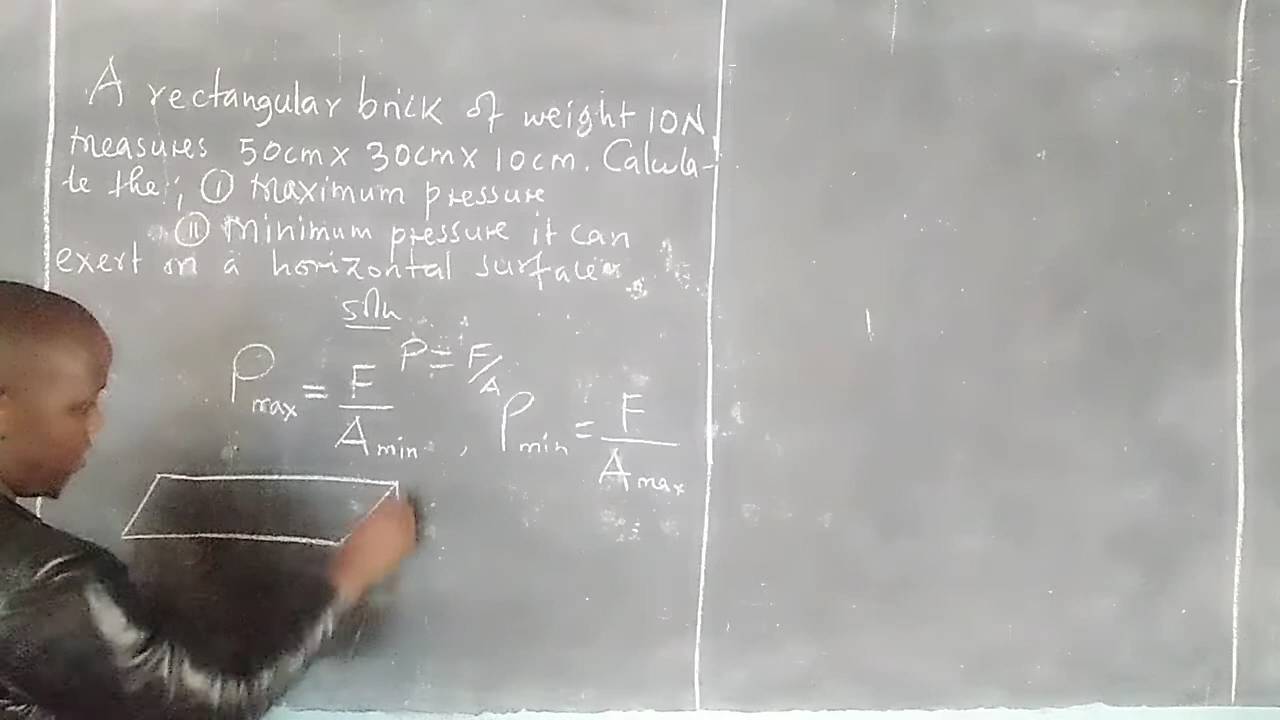 A rectangular brick of weight 10N
measures 50cm x 30cm x 10cm. Calcula-
te the; (i) Maximum pressure
(ii) Minimum pressure it can
exert on a horizontal surface.
soln
P = F/A
Pmax = F/Amin , Pmin = F/Amax